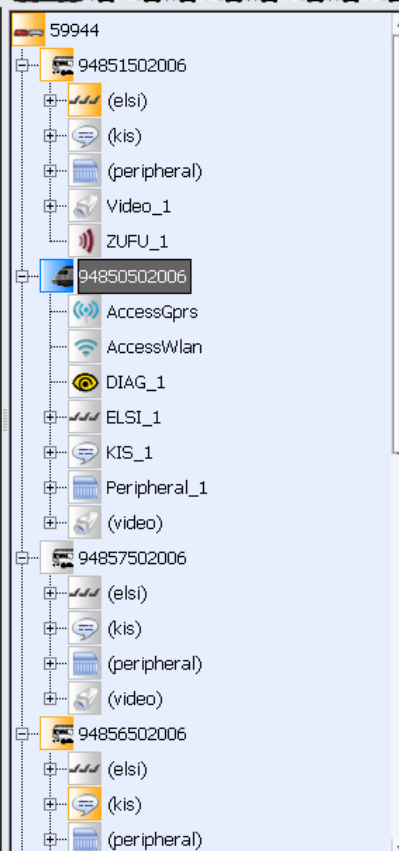 59944
94851502006
(elsi)
(kis)
(peripheral)
Video_1
ZUFU_1
94850502006
AccessGprs
AccessWlan
DIAG_1
ELSI_1
KIS_1
Peripheral_1
(video)
94857502006
(elsi)
(kis)
(peripheral)
(video)
94856502006
(elsi)
(kis)
(peripheral)